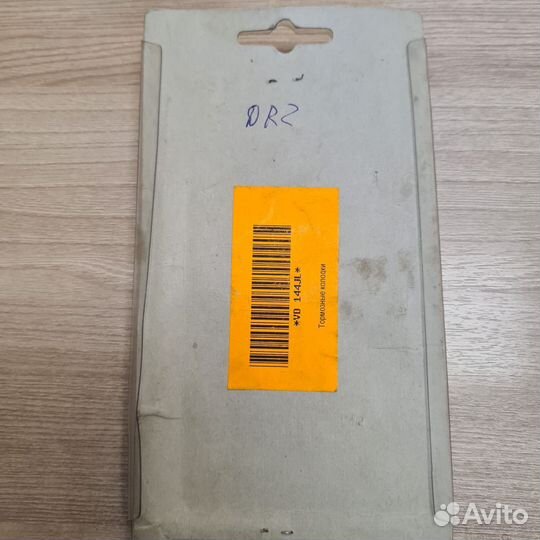 DRZ
*VD 144JL*
Тормозные колодки
Avito